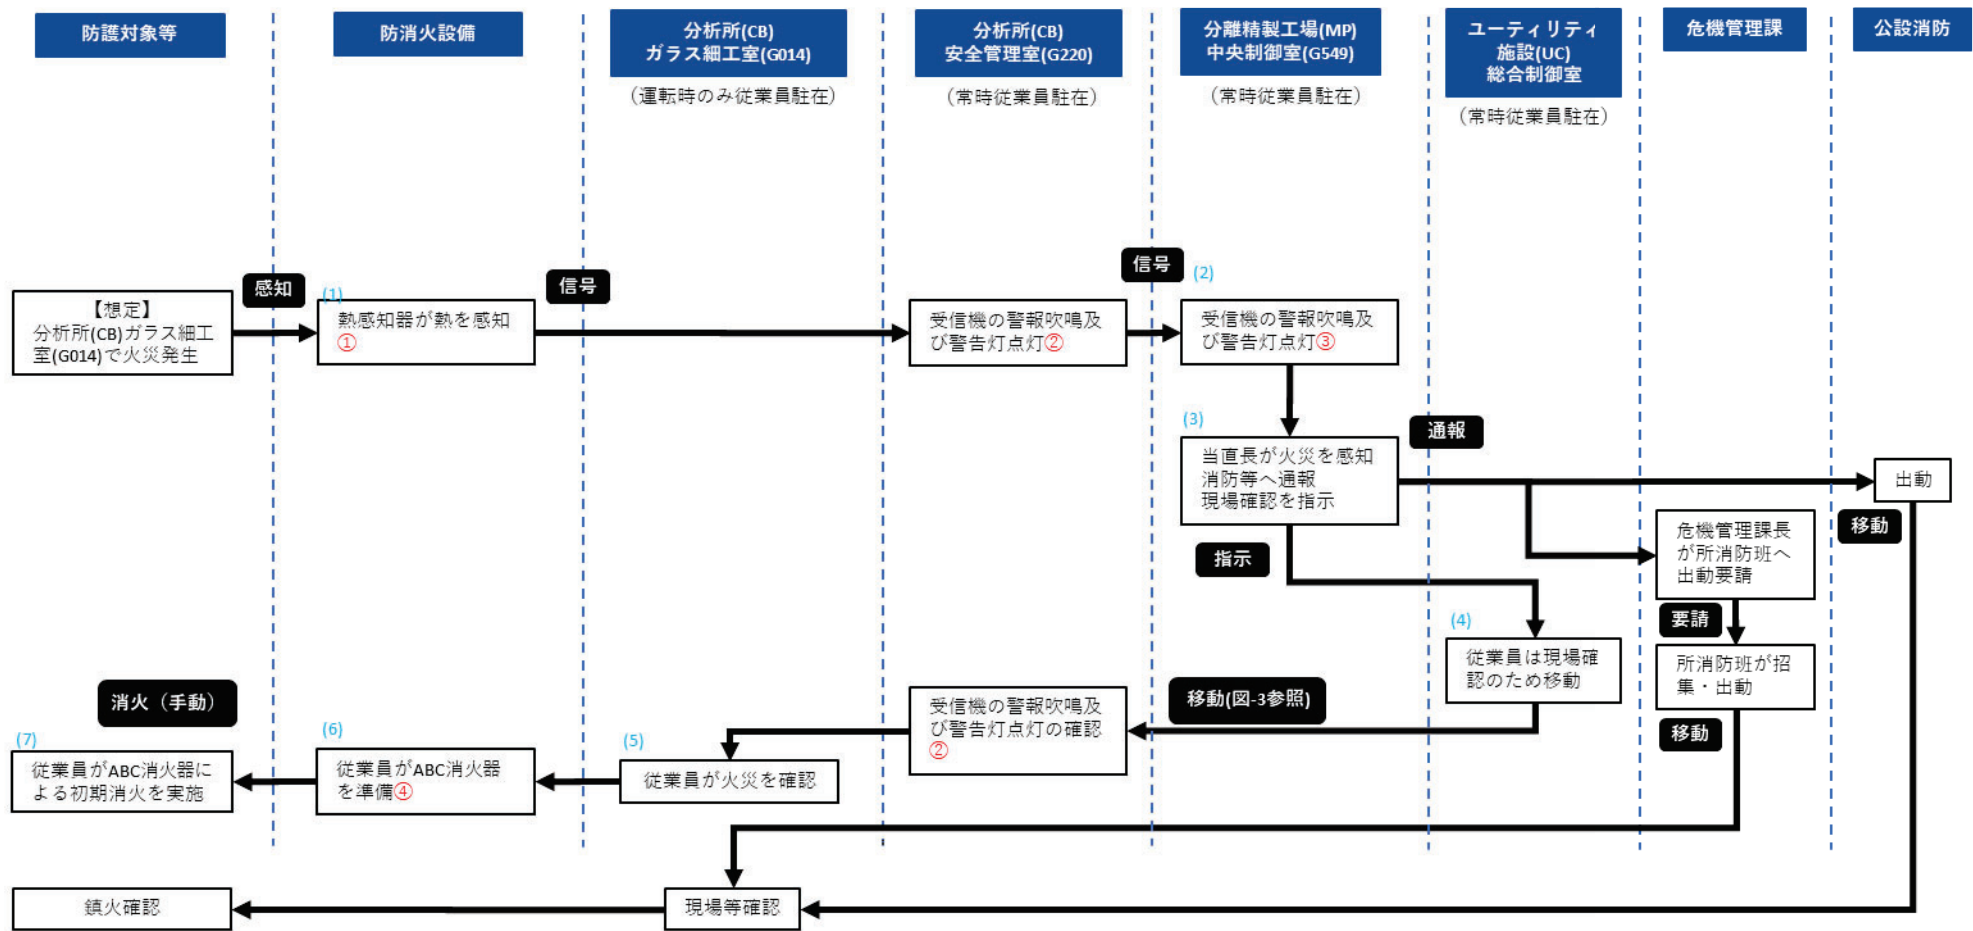 防護対象等
防消火設備
分析所(CB)
ガラス細工室(G014)
(運転時のみ従業員駐在)
分析所(CB)
安全管理室(G220)
(常時従業員駐在)
分離精製工場(MP)
中央制御室(G549)
(常時従業員駐在)
ユーティリティ
施設(UC)
総合制御室
(常時従業員駐在)
危機管理課
公設消防
【想定】
分析所(CB)ガラス細工
室(G014)で火災発生
感知
(1)
熱感知器が熱を感知
①
信号
受信機の警報吹鳴及
び警告灯点灯②
信号
(2)
受信機の警報吹鳴及
び警告灯点灯③
(3)
当直長が火災を感知
消防等へ通報
現場確認を指示
通報
出動
移動
危機管理課長
が所消防班へ
出動要請
指示
要請
(4)
従業員は現場確
認のため移動
所消防班が招
集・出動
移動
移動(図-3参照)
受信機の警報吹鳴及
び警告灯点灯の確認
②
(5)
従業員が火災を確認
(6)
従業員がABC消火器
を準備④
消火（手動）
(7)
従業員がABC消火器に
よる初期消火を実施
現場等確認
鎮火確認